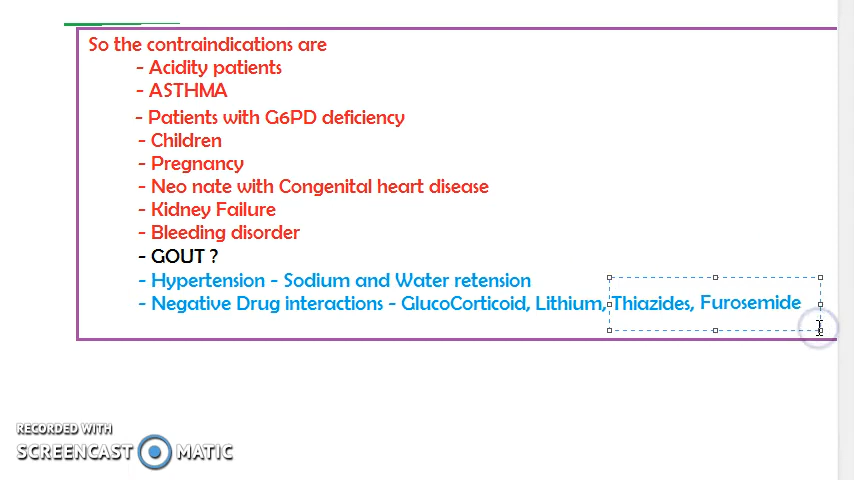 So the contraindications are
- Acidity patients
- ASTHMA
- Patients with G6PD deficiency
- Children
- Pregnancy
- Neo nate with Congenital heart disease
- Kidney Failure
- Bleeding disorder
- GOUT ?
- Hypertension - Sodium and Water retension
- Negative Drug interactions - GlucoCorticoid, Lithium, Thiazides, Furosemide
RECORDED WITH
SCREENCAST MATIC